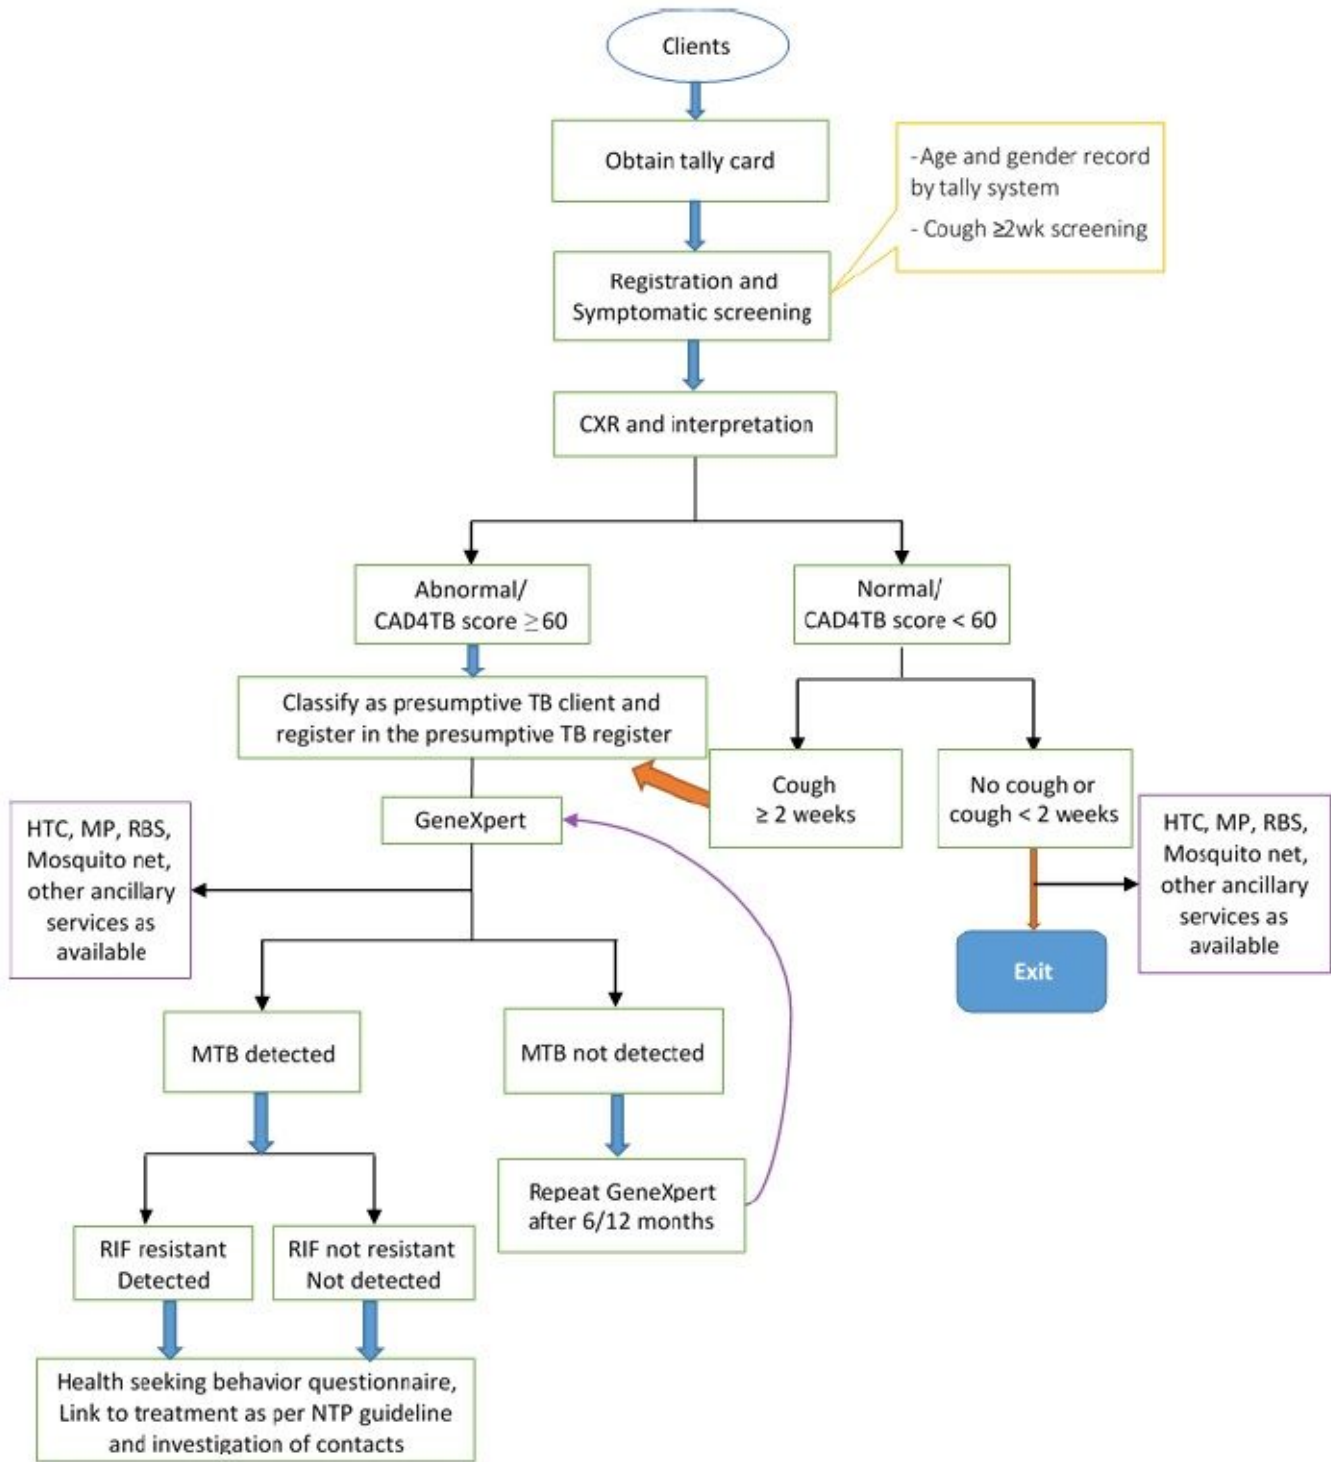 Clients
Obtain tally card
- Age and gender record
by tally system
- Cough ≥2wk screening
Registration and
Symptomatic screening
CXR and interpretation
Abnormal/
CAD4TB score ≥ 60
Normal/
CAD4TB score < 60
Classify as presumptive TB client and
register in the presumptive TB register
Cough
≥ 2 weeks
No cough or
cough < 2 weeks
GeneXpert
HTC, MP, RBS,
Mosquito net,
other ancillary
services as
available
HTC, MP, RBS,
Mosquito net,
other ancillary
services as
available
Exit
MTB detected
MTB not detected
Repeat GeneXpert
after 6/12 months
RIF resistant
Detected
RIF not resistant
Not detected
Health seeking behavior questionnaire,
Link to treatment as per NTP guideline
and investigation of contacts